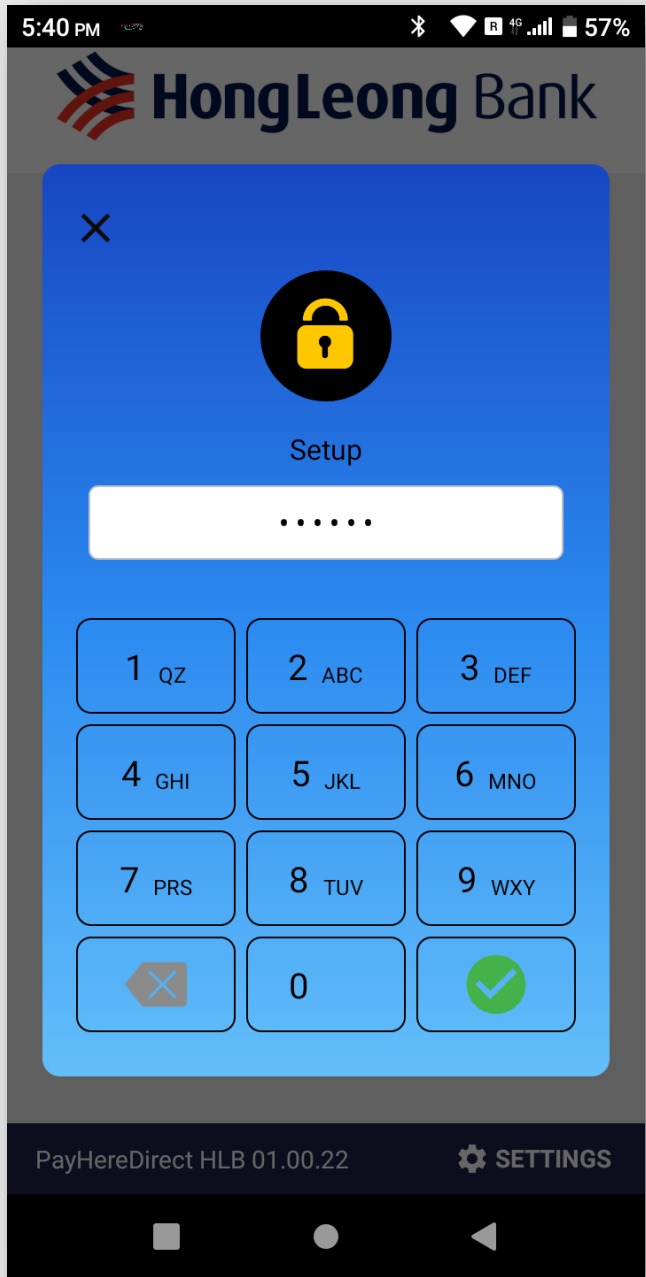 5:40 PM R 4G 57%
HongLeong Bank
Setup
1 QZ 2 ABC 3 DEF
4 GHI 5 JKL 6 MNO
7 PRS 8 TUV 9 WXY
0
PayHereDirect HLB 01.00.22 SETTINGS